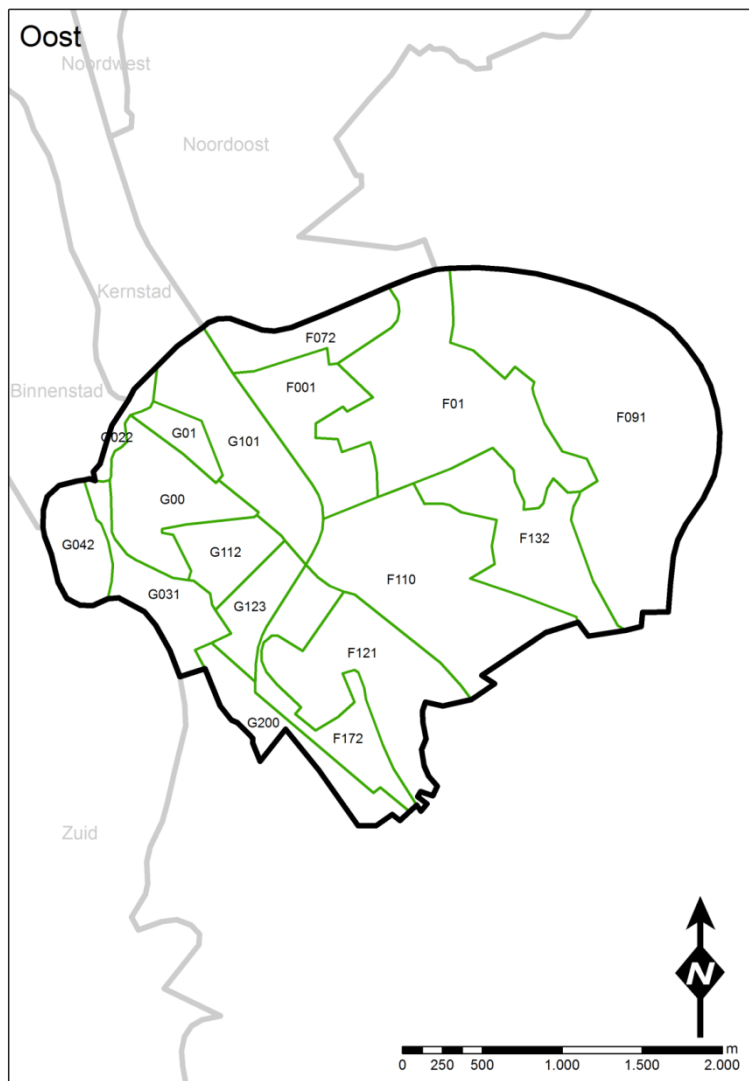 Oost
Noordwest
Noordoost
Kernstad
F072
Binnenstad
F001
F01
F091
G022
G01
G101
G00
G042
G112
F132
F110
G031
G123
F121
G200
F172
Zuid
N
m
0 250 500 1.000 1.500 2.000